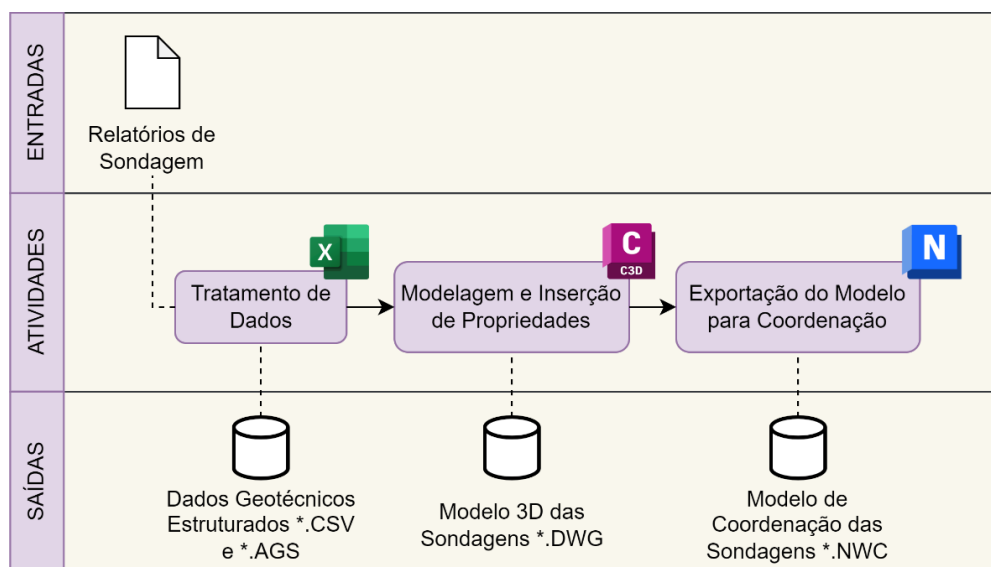 ENTRADAS
Relatórios de
Sondagem
ATIVIDADES
X
Tratamento de
Dados
C
C3D
Modelagem e Inserção
de Propriedades
N
Exportação do Modelo
para Coordenação
SAÍDAS
Dados Geotécnicos
Estruturados *.CSV
e *.AGS
Modelo 3D das
Sondagens *.DWG
Modelo de
Coordenação das
Sondagens *.NWC